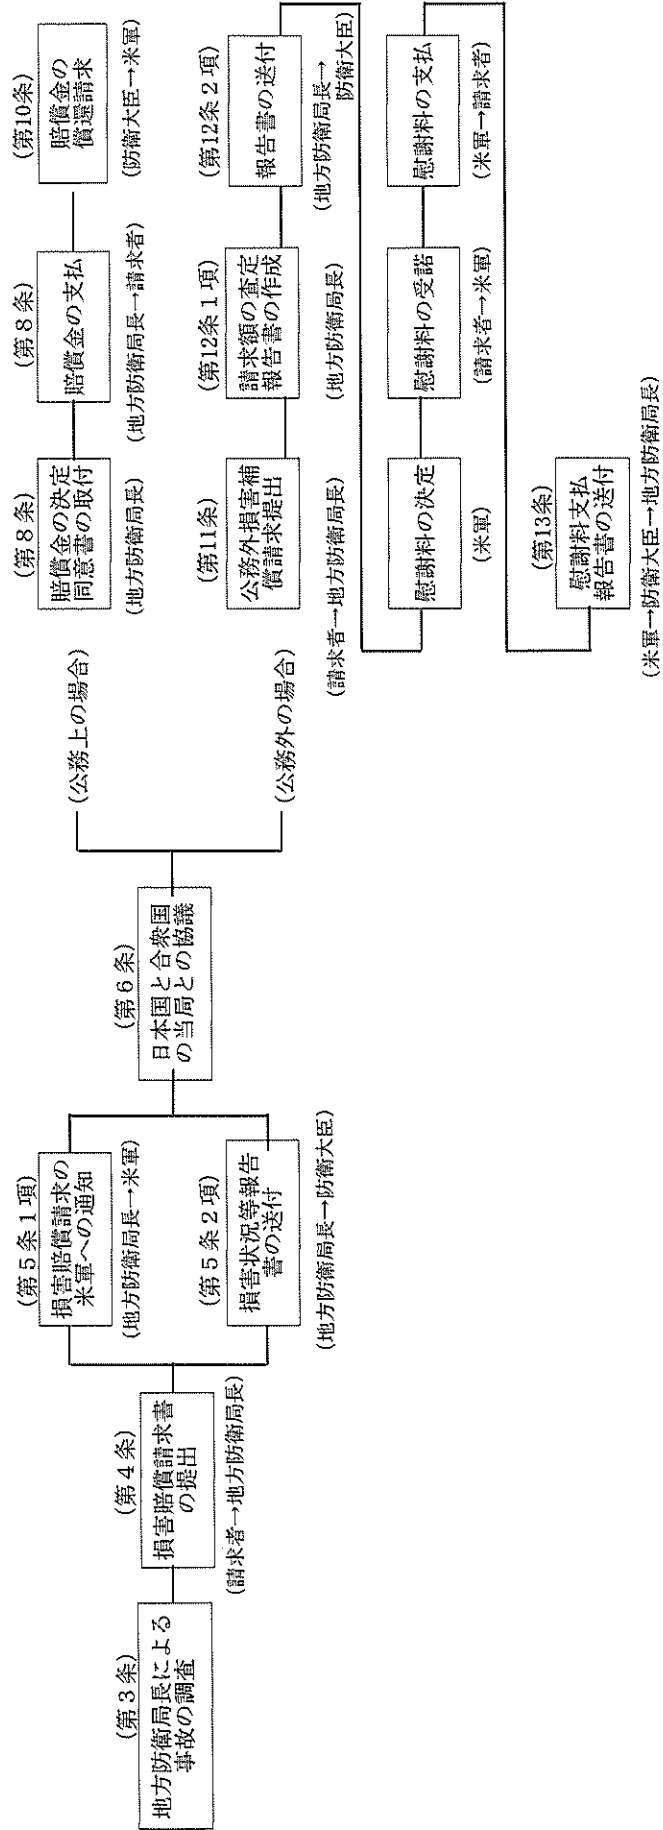 (第3条)
地方防衛局長による
事故の調査
(第4条)
損害賠償請求書
の提出
(請求者→地方防衛局長)
(第5条1項)
損害賠償請求の
米軍への通知
(地方防衛局長→米軍)
(第5条2項)
損害状況等報告
書の送付
(地方防衛局長→防衛大臣)
(第6条)
日本国と合衆国
の当局との協議
(公務上の場合)
(第8条)
賠償金の決定
同意書の取付
(地方防衛局長)
(第8条)
賠償金の支払
(地方防衛局長→請求者)
(第10条)
賠償金の
償還請求
(防衛大臣→米軍)
(公務外の場合)
(第11条)
公務外損害補
償請求提出
(請求者→地方防衛局長)
(第12条1項)
請求額の査定
報告書の作成
(地方防衛局長)
(第12条2項)
報告書の送付
(地方防衛局長→
防衛大臣)
慰謝料の決定
(米軍)
慰謝料の受諾
(請求者→米軍)
慰謝料の支払
(米軍→請求者)
(第13条)
慰謝料支払
報告書の送付
(米軍→防衛大臣→地方防衛局長)